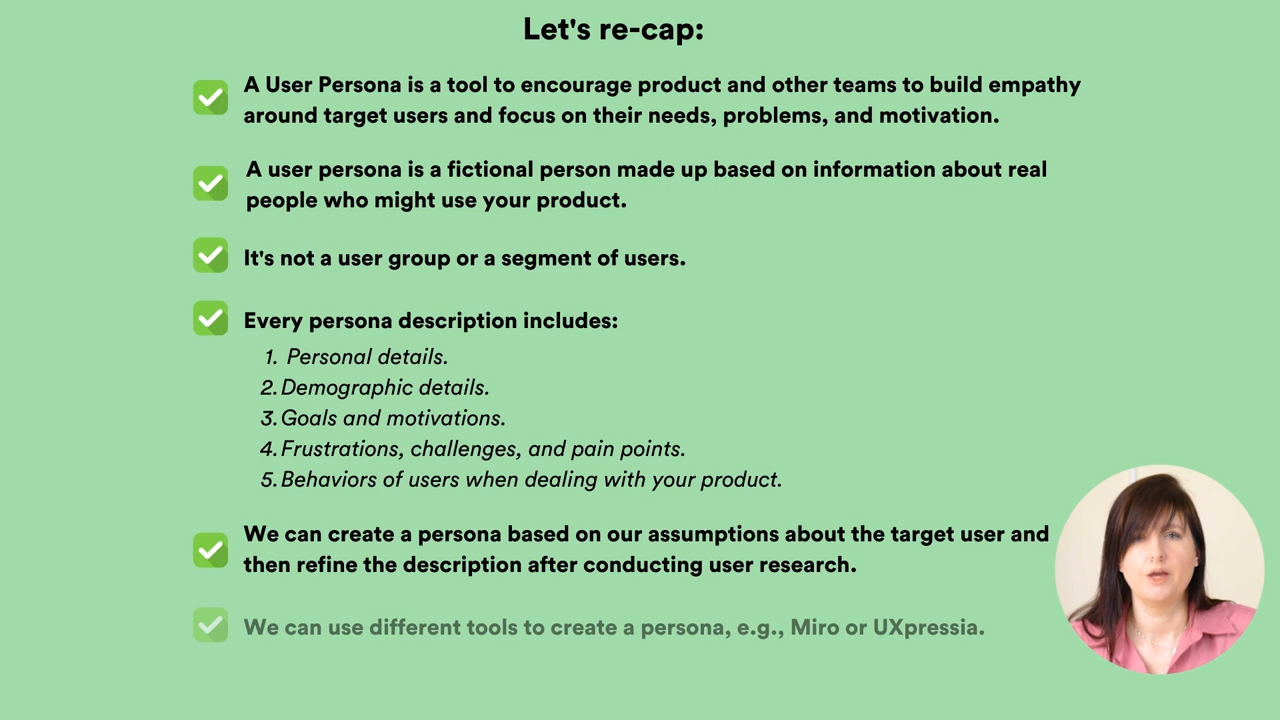 Let's re-cap:
A User Persona is a tool to encourage product and other teams to build empathy
around target users and focus on their needs, problems, and motivation.
A user persona is a fictional person made up based on information about real
people who might use your product.
It's not a user group or a segment of users.
Every persona description includes:
1. Personal details.
2. Demographic details.
3. Goals and motivations.
4. Frustrations, challenges, and pain points.
5. Behaviors of users when dealing with your product.
We can create a persona based on our assumptions about the target user and
then refine the description after conducting user research.
We can use different tools to create a persona, e.g., Miro or UXpressia.